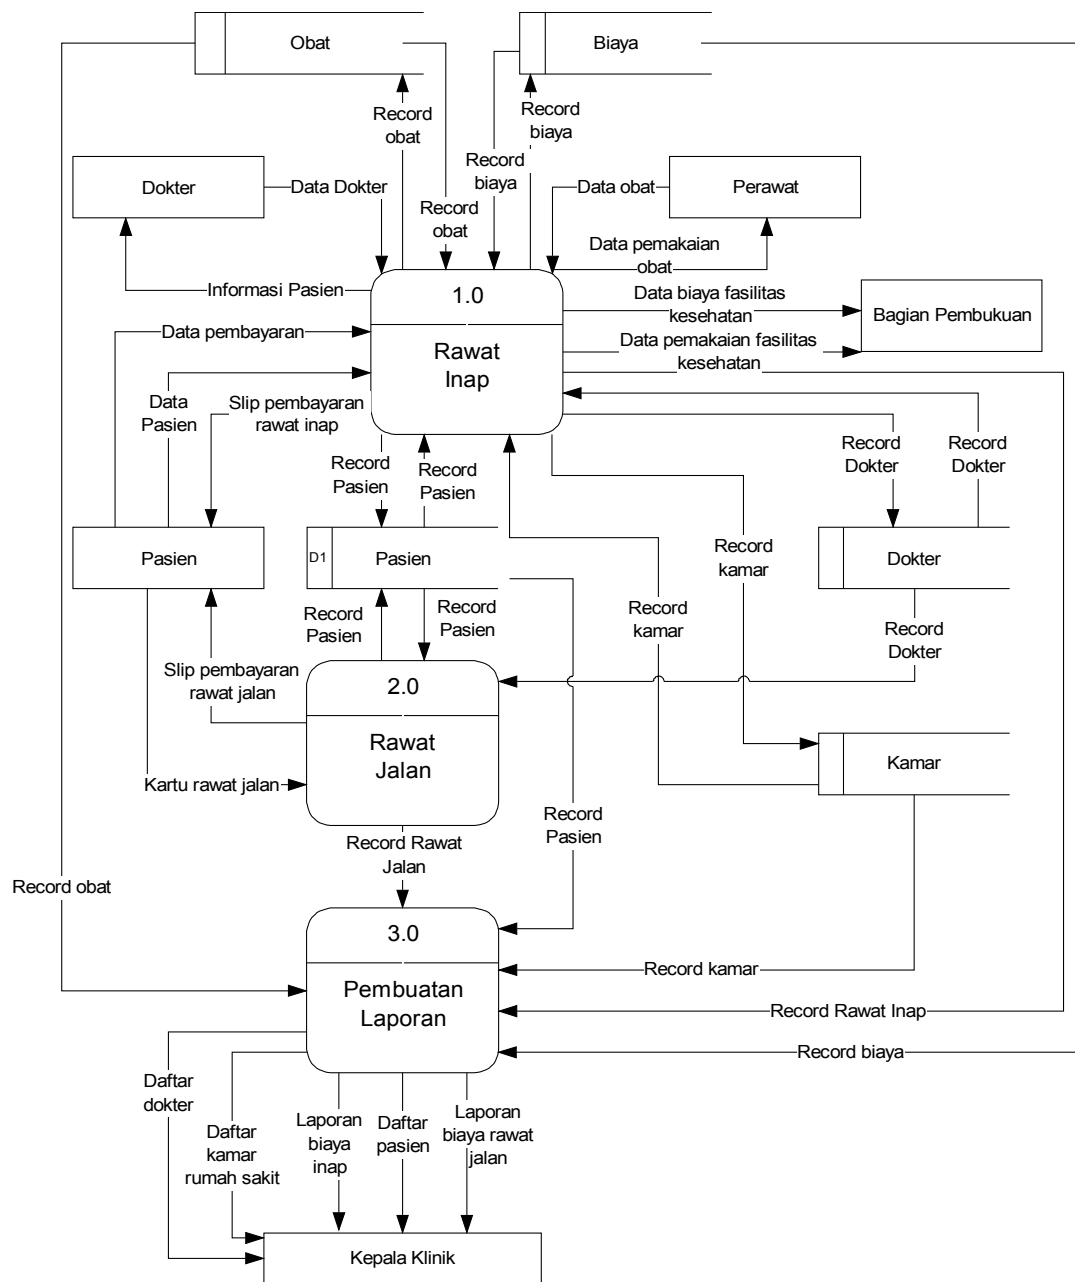 Obat
Biaya
Record
obat
Record
biaya
Record
biaya
Dokter
Data Dokter
Data obat
Perawat
Record
obat
Data pemakaian
obat
Informasi Pasien
1.0
Rawat
Inap
Data biaya fasilitas
kesehatan
Bagian Pembukuan
Data pembayaran
Data pemakaian fasilitas
kesehatan
Data
Pasien
Slip pembayaran
rawat inap
Record
Pasien
Record
Pasien
Record
Dokter
Record
Dokter
Pasien
D1
Pasien
Record
kamar
Dokter
Record
Pasien
Record
Pasien
Record
kamar
Record
Dokter
Slip pembayaran
rawat jalan
2.0
Rawat
Jalan
Kamar
Kartu rawat jalan
Record
Pasien
Record Rawat
Jalan
Record obat
3.0
Pembuatan
Laporan
Record kamar
Record Rawat Inap
Record biaya
Daftar
dokter
Daftar
kamar
rumah sakit
Laporan
biaya
inap
Daftar
pasien
Laporan
biaya rawat
jalan
Kepala Klinik